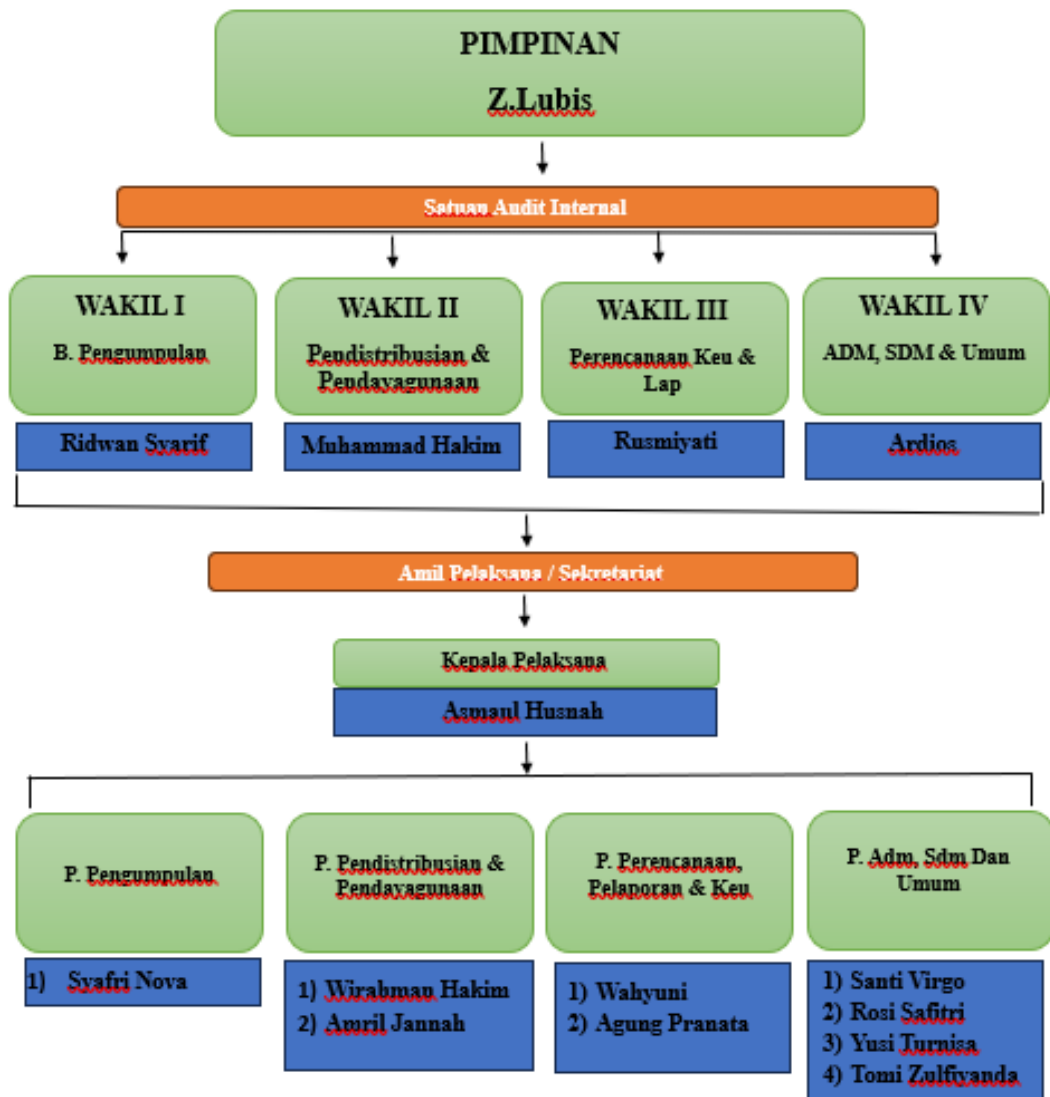 PIMPINAN
Z.Lubis
Satuan Audit Internal
WAKIL I
B. Pengumpulan
Ridwan Syarif
WAKIL II
Pendistribusian &
Pendayagunaan
Muhammad Hakim
WAKIL III
Perencanaan Keu &
Lap
Rusmiyati
WAKIL IV
ADM, SDM & Umum
Ardios
Amil Pelaksana / Sekretariat
Kepala Pelaksana
Asmaul Husnah
P. Pengumpulan
1) Syafri Nova
P. Pendistribusian &
Pendayagunaan
1) Wirahman Hakim
2) Amril Jannah
P. Perencanaan,
Pelaporan & Keu
1) Wahyuni
2) Agung Pranata
P. Adm, Sdm Dan
Umum
1) Santi Virgo
2) Rosi Safitri
3) Yusi Turnisa
4) Tomi Zulfiyanda